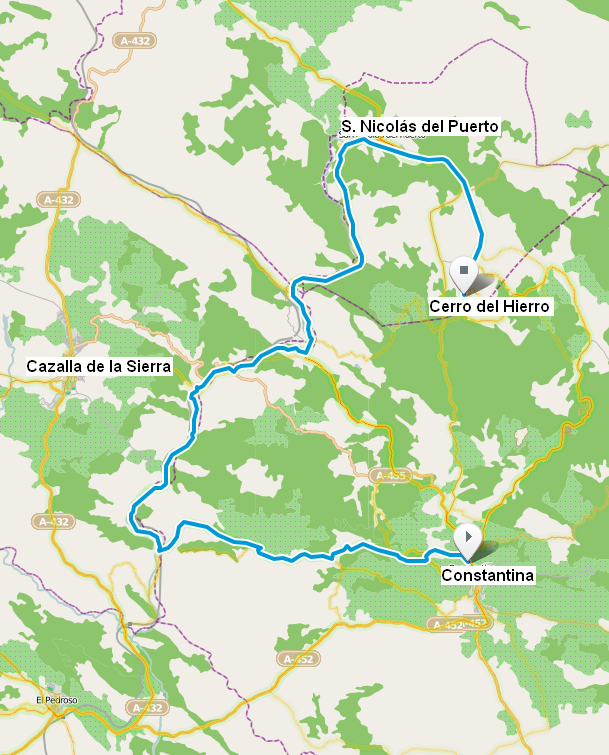 A-432
S. Nicolás del Puerto
A-432
Cerro del Hierro
Cazalla de la Sierra
A-455
A-432
Constantina
A-452
A-452
El Pedroso
A-432